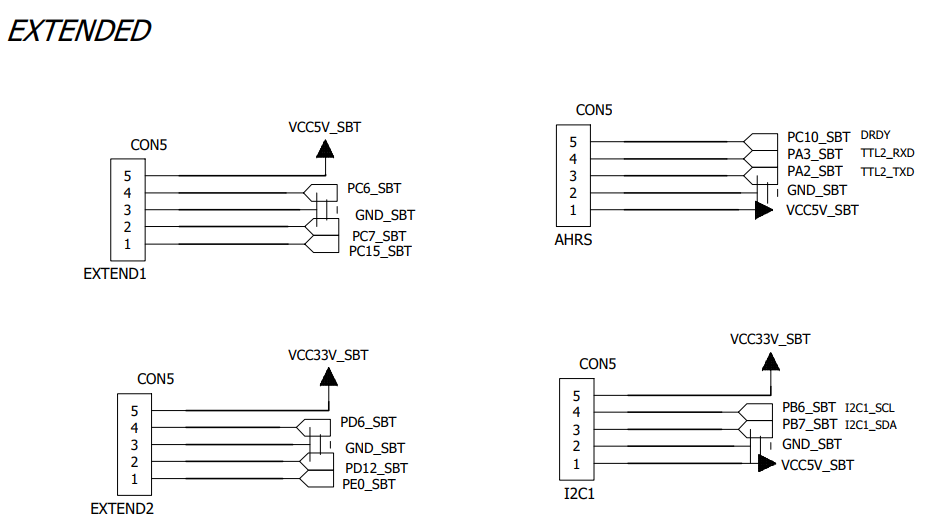 EXTENDED
CON5
VCC5V_SBT
5
4
3
2
1
PC6_SBT
GND_SBT
PC7_SBT
PC15_SBT
EXTEND1
CON5
5
4
3
2
1
PC10_SBT DRDY
PA3_SBT TTL2_RXD
PA2_SBT TTL2_TXD
GND_SBT
VCC5V_SBT
AHRS
CON5
VCC33V_SBT
5
4
3
2
1
PD6_SBT
GND_SBT
PD12_SBT
PE0_SBT
EXTEND2
CON5
VCC33V_SBT
5
4
3
2
1
PB6_SBT I2C1_SCL
PB7_SBT I2C1_SDA
GND_SBT
VCC5V_SBT
I2C1